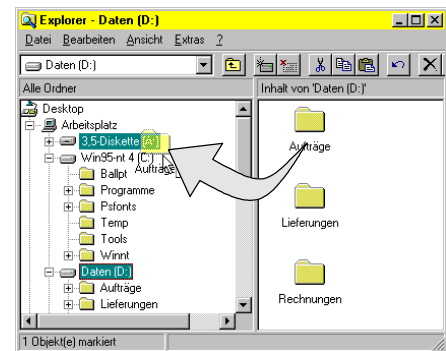 Explorer - Daten (D:)
Datei Bearbeiten Ansicht Extras ?
Daten (D:)
Alle Ordner
Inhalt von 'Daten (D:)'
Desktop
Arbeitsplatz
3,5-Diskette (A:)
Win95-nt 4 (C:)
Ballpt
Aufträge
Programme
Psfonts
Temp
Tools
Winnt
Daten (D:)
Aufträge
Lieferungen
Aufträge
Lieferungen
Rechnungen
1 Objekt(e) markiert